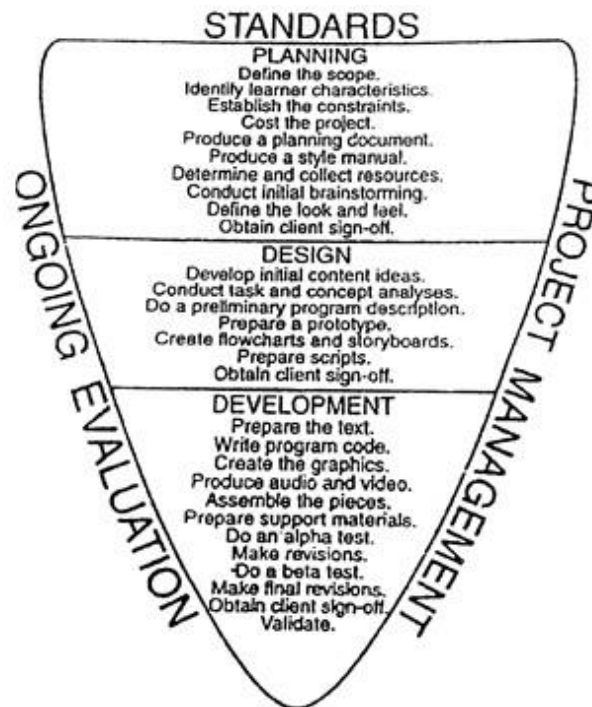 STANDARDS
PLANNING
Define the scope.
Identify learner characteristics.
Establish the constraints.
Cost the project.
Produce a planning document.
Produce a style manual.
Determine and collect resources.
Conduct initial brainstorming.
Define the look and feel.
Obtain client sign-off.
DESIGN
Develop initial content ideas.
Conduct task and concept analyses.
Do a preliminary program description.
Prepare a prototype.
Create flowcharts and storyboards.
Prepare scripts.
Obtain client sign-off.
DEVELOPMENT
Prepare the text.
Write program code.
Create the graphics.
Produce audio and video.
Assemble the pieces.
Prepare support materials.
Do an alpha test.
Make revisions.
Do a beta test.
Make final revisions.
Obtain client sign-off.
Validate.
ONGOING EVALUATION
PROJECT MANAGEMENT